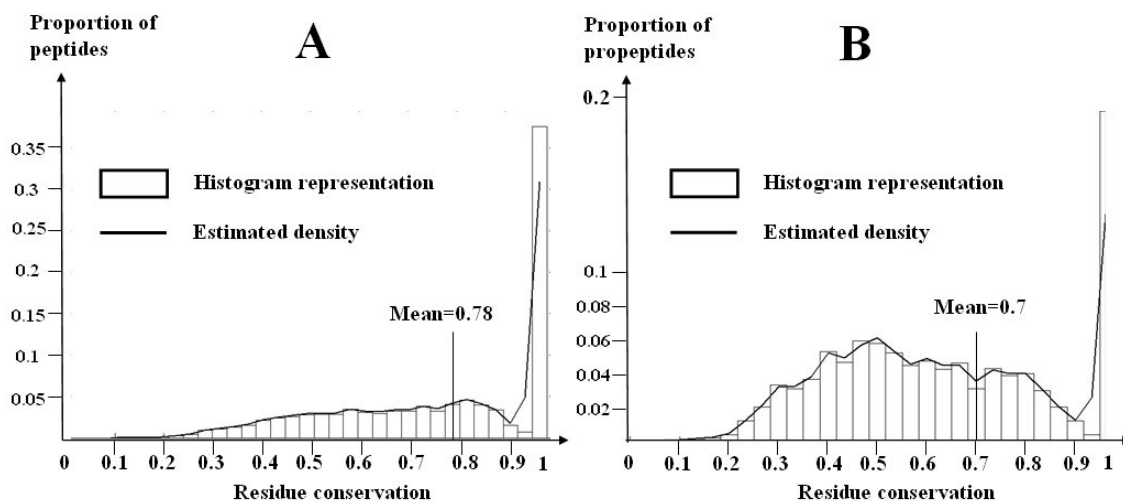 Proportion of
peptides
A
0.35
0.3
0.25
0.2
0.15
0.1
0.05
Histogram representation
Estimated density
Mean=0.78
0 0.1 0.2 0.3 0.4 0.5 0.6 0.7 0.8 0.9 1
Residue conservation
Proportion of
propeptides
B
0.2
0.1
0.08
0.06
0.04
0.02
Histogram representation
Estimated density
Mean=0.7
0 0.1 0.2 0.3 0.4 0.5 0.6 0.7 0.8 0.9 1
Residue conservation